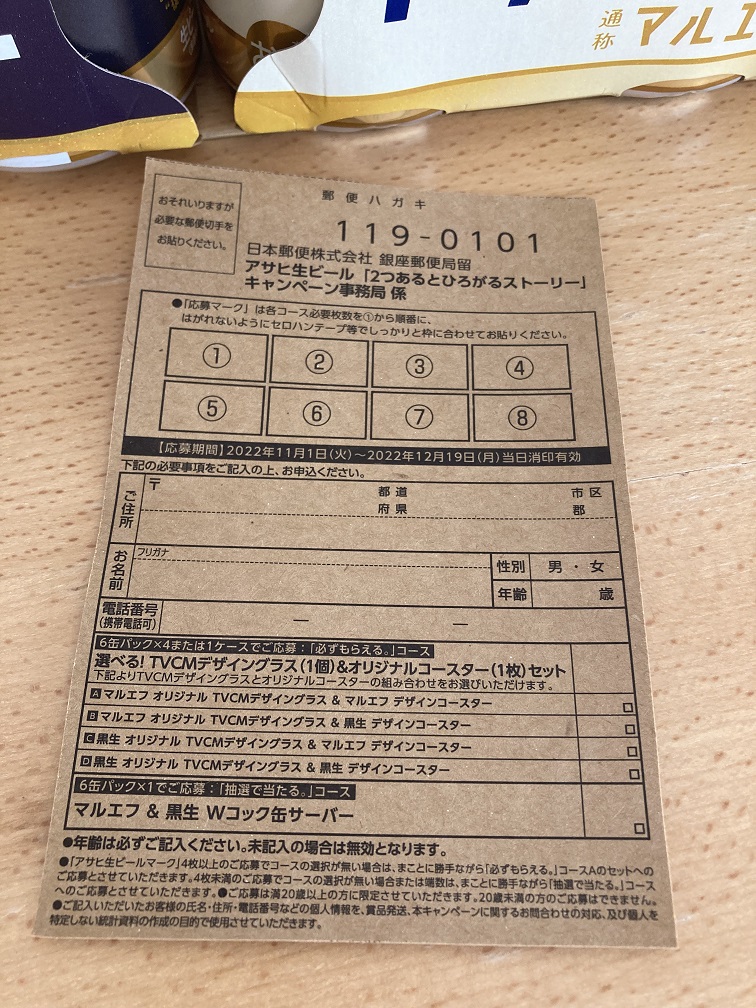 通称 マルエ
おそれいりますが
必要な郵便切手を
お貼りください。
郵便ハガキ
119-0101
日本郵便株式会社 銀座郵便局留
アサヒ生ビール「2つあるとひろがるストーリー」
キャンペーン事務局 係
●「応募マーク」は各コース必要枚数を①から順番に、
はがれないようにセロハンテープ等でしっかりと枠に合わせてお貼りください。
① ② ③ ④
⑤ ⑥ ⑦ ⑧
【応募期間】2022年11月1日(火)～2022年12月19日(月)当日消印有効
下記の必要事項をご記入の上、お申込ください。
ご住所 〒 都道 市区
府県 郡
お名前 フリガナ 性別 男・女
年齢 歳
電話番号
(携帯電話可) ― ―
6缶パック×4または1ケースでご応募：「必ずもらえる。」コース
選べる! TVCMデザイングラス(1個)&オリジナルコースター(1枚)セット
下記よりTVCMデザイングラスとオリジナルコースターの組み合わせをお選びいただけます。
A マルエフ オリジナル TVCMデザイングラス & マルエフ デザインコースター
B マルエフ オリジナル TVCMデザイングラス & 黒生 デザインコースター
C 黒生 オリジナル TVCMデザイングラス & マルエフ デザインコースター
D 黒生 オリジナル TVCMデザイングラス & 黒生 デザインコースター
6缶パック×1でご応募：「抽選で当たる。」コース
マルエフ & 黒生 Wコック缶サーバー
●年齢は必ずご記入ください。未記入の場合は無効となります。
●「アサヒ生ビールマーク」4枚以上のご応募でコースの選択が無い場合は、まことに勝手ながら「必ずもらえる。」コースAのセットへの
ご応募とさせていただきます。4枚未満のご応募でコースの選択が無い場合または端数は、まことに勝手ながら「抽選で当たる。」コース
へのご応募とさせていただきます。●ご応募は満20歳以上の方に限定させていただきます。20歳未満の方のご応募はできません。
●ご記入いただいたお客様の氏名・住所・電話番号などの個人情報を、賞品発送、本キャンペーンに関するお問合わせの対応、及び個人を
特定しない統計資料の作成の目的で使用させていただきます。